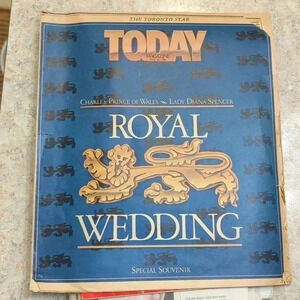 THE TORONTO STAR
TODAY
MAGAZINE
CHARLES PRINCE OF WALES LADY DIANA SPENCER
ROYAL
WEDDING
SPECIAL SOUVENIR